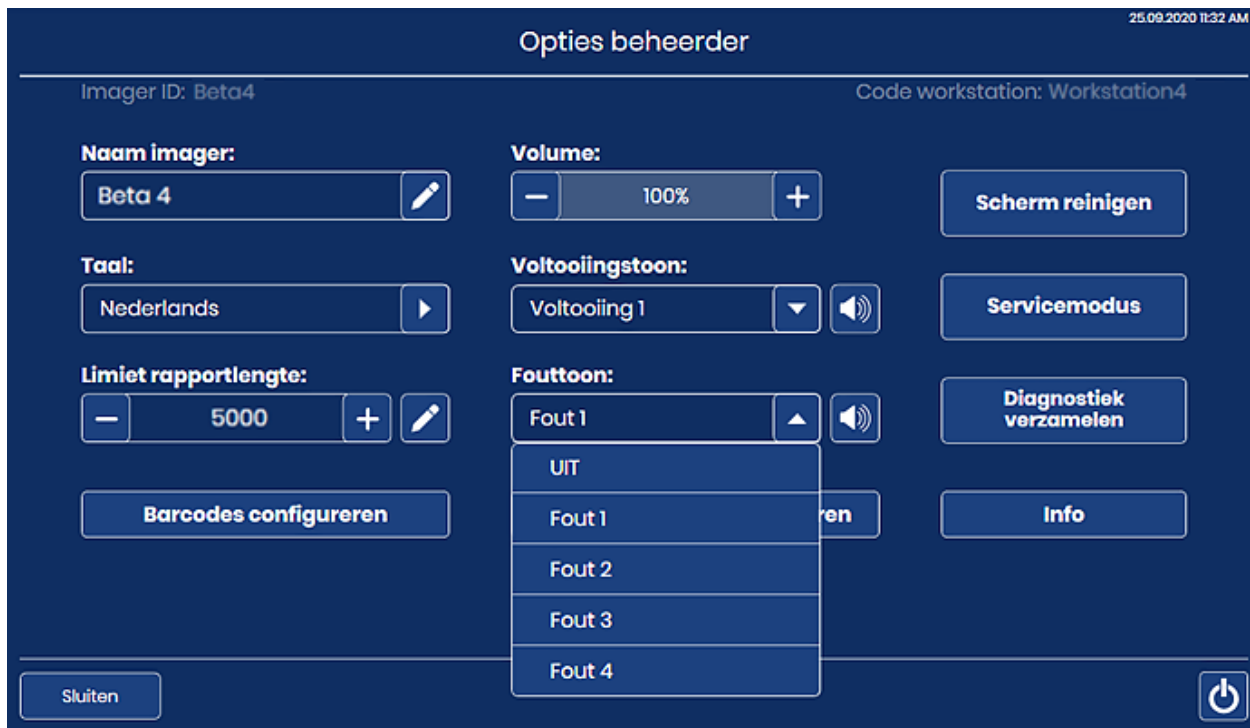 25.09.2020 11:32 AM
Opties beheerder
Imager ID: Beta4
Code workstation: Workstation4
Naam imager:
Volume:
Beta 4
100%
Scherm reinigen
Taal:
Voltooiingstoon:
Nederlands
Voltooiing 1
Servicemodus
Limiet rapportlengte:
Fouttoon:
5000
Fout 1
Diagnostiek
verzamelen
UIT
Barcodes configureren
Fout 1
ren
Info
Fout 2
Fout 3
Fout 4
Sluiten